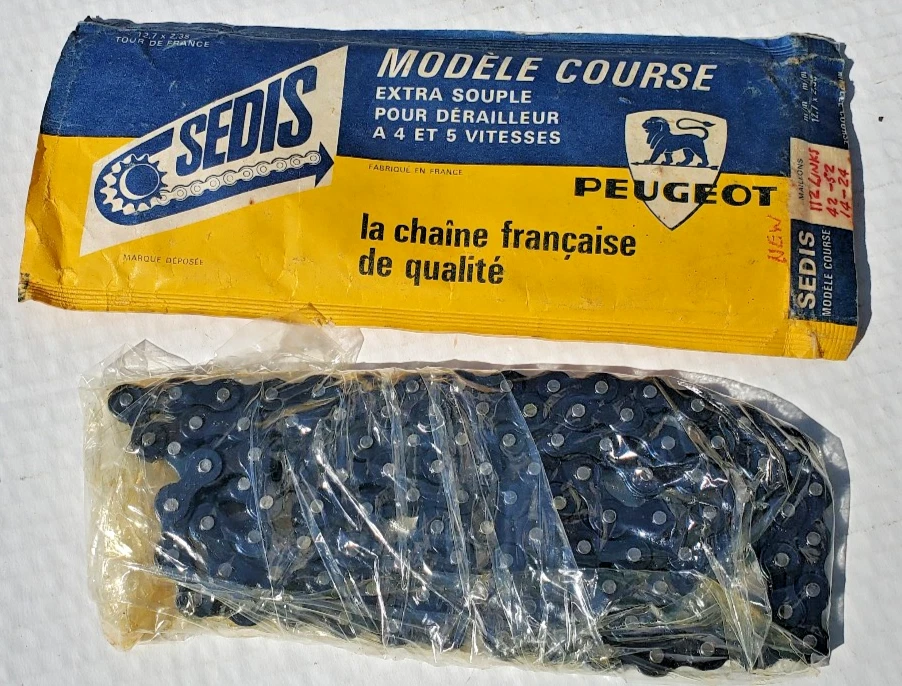 12,7 x 2,38
TOUR DE FRANCE
SEDIS
MARQUE DÉPOSÉE
MODÈLE COURSE
EXTRA SOUPLE
POUR DÉRAILLEUR
A 4 ET 5 VITESSES
FABRIQUÉ EN FRANCE
PEUGEOT
la chaîne française
de qualité
NEW
MAILLONS
112 LINKS
42-52
14-24
SEDIS
MODÈLE COURSE